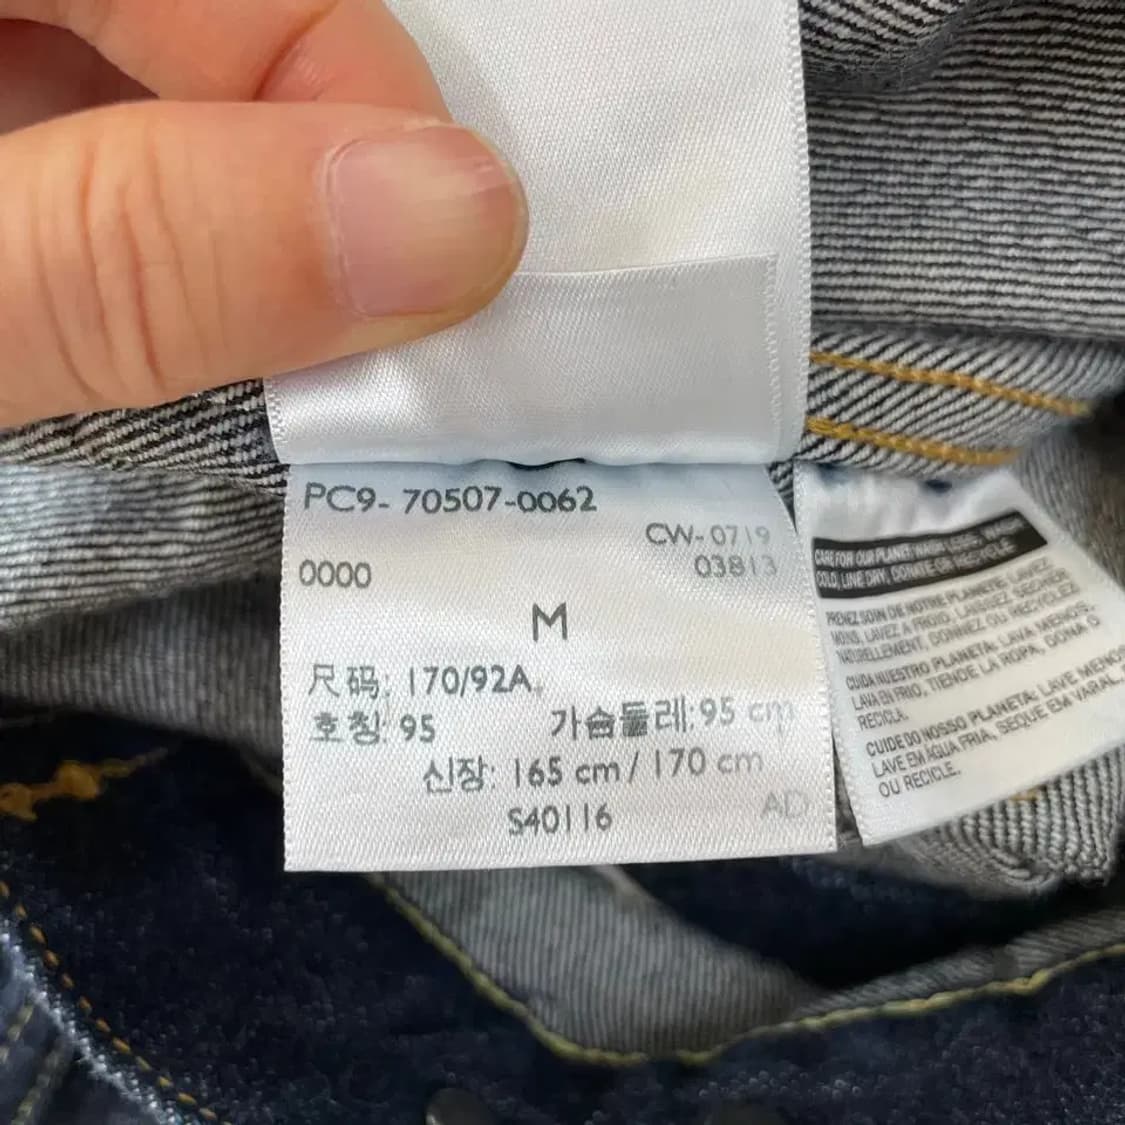 PC9- 70507-0062
CW-0719
0000
03813
M
尺码: 170/92A
호칭: 95 가슴둘레:95 cm
신장: 165 cm / 170 cm
S40116
AD
CARE FOR OUR PLANET: WASH LESS, WASH
COLD, LINE DRY, DONATE OR RECYCLE.
PRENEZ SOIN DE NOTRE PLANÈTE: LAVEZ
MOINS, LAVEZ A FROID, LAISSEZ SÉCHER
NATURELLEMENT, DONNEZ OU RECYCLEZ.
CUIDA NUESTRO PLANETA: LAVA MENOS,
LAVA EN FRIO, TIENDE LA ROPA, DONA O
RECICLA.
CUIDE DO NOSSO PLANETA: LAVE MENOS,
LAVE EM AGUA FRIA, SEQUE EM VARAL,
OU RECICLE.